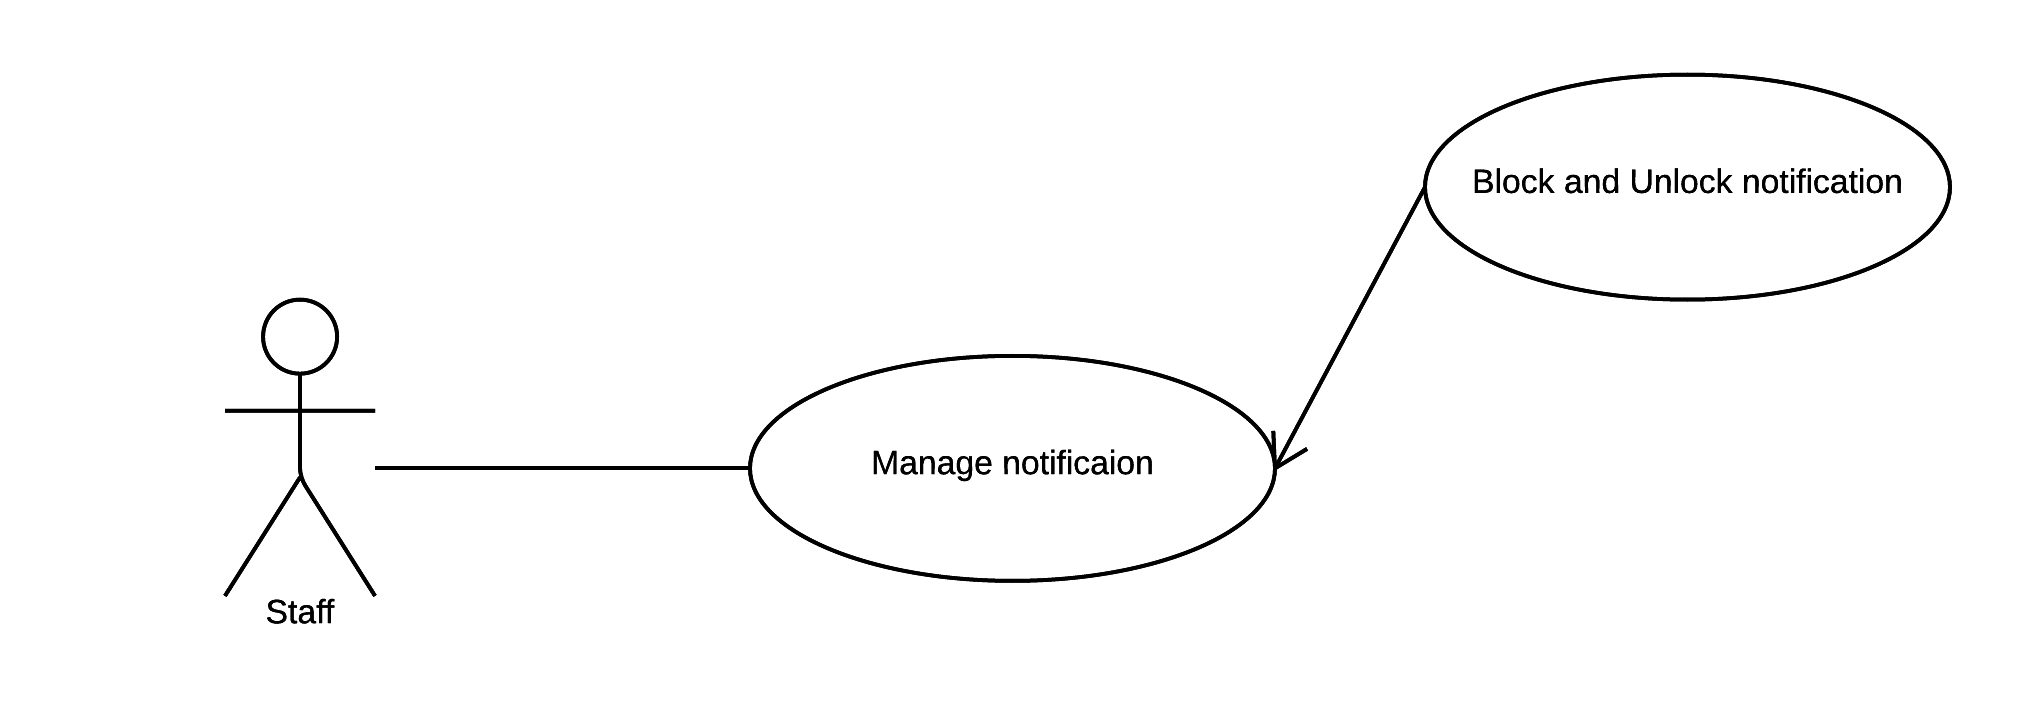 Block and Unlock notification
Manage notificaion
Staff